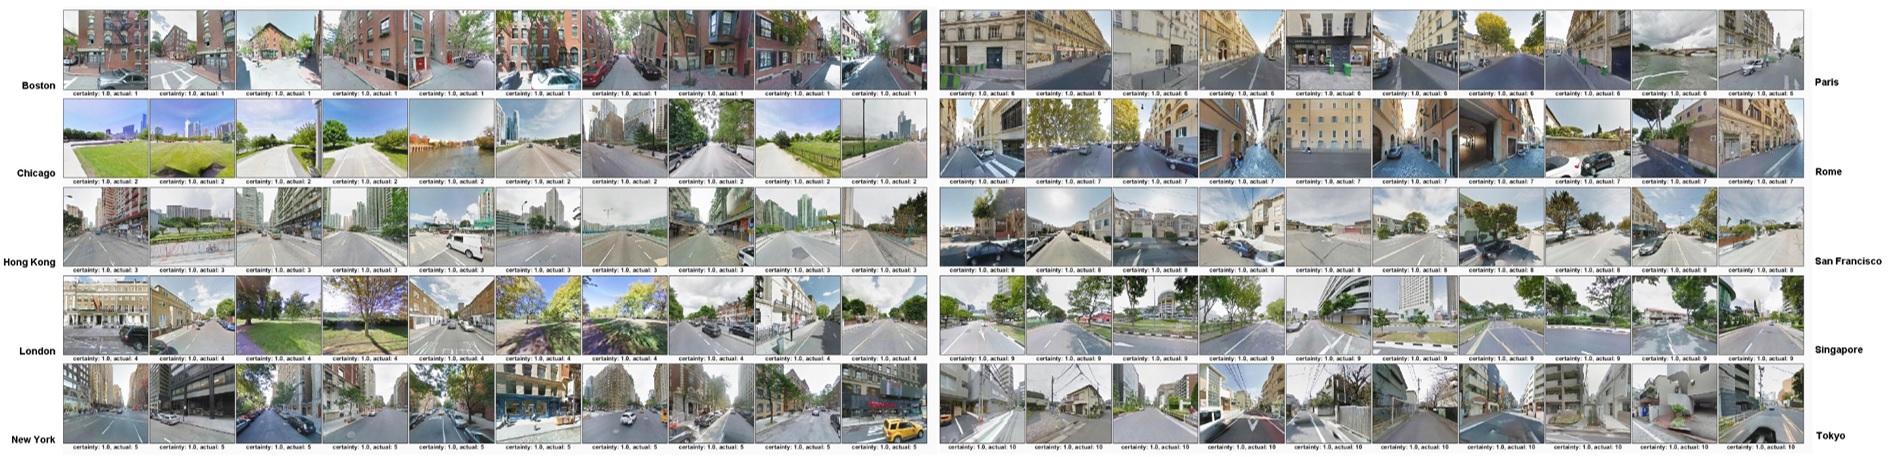 Boston
certainty: 1.0, actual: 1 certainty: 1.0, actual: 1 certainty: 1.0, actual: 1 certainty: 1.0, actual: 1 certainty: 1.0, actual: 1 certainty: 1.0, actual: 1 certainty: 1.0, actual: 1 certainty: 1.0, actual: 1 certainty: 1.0, actual: 1 certainty: 1.0, actual: 1
Chicago
certainty: 1.0, actual: 2 certainty: 1.0, actual: 2 certainty: 1.0, actual: 2 certainty: 1.0, actual: 2 certainty: 1.0, actual: 2 certainty: 1.0, actual: 2 certainty: 1.0, actual: 2 certainty: 1.0, actual: 2 certainty: 1.0, actual: 2 certainty: 1.0, actual: 2
Hong Kong
certainty: 1.0, actual: 3 certainty: 1.0, actual: 3 certainty: 1.0, actual: 3 certainty: 1.0, actual: 3 certainty: 1.0, actual: 3 certainty: 1.0, actual: 3 certainty: 1.0, actual: 3 certainty: 1.0, actual: 3 certainty: 1.0, actual: 3 certainty: 1.0, actual: 3
London
certainty: 1.0, actual: 4 certainty: 1.0, actual: 4 certainty: 1.0, actual: 4 certainty: 1.0, actual: 4 certainty: 1.0, actual: 4 certainty: 1.0, actual: 4 certainty: 1.0, actual: 4 certainty: 1.0, actual: 4 certainty: 1.0, actual: 4 certainty: 1.0, actual: 4
New York
certainty: 1.0, actual: 5 certainty: 1.0, actual: 5 certainty: 1.0, actual: 5 certainty: 1.0, actual: 5 certainty: 1.0, actual: 5 certainty: 1.0, actual: 5 certainty: 1.0, actual: 5 certainty: 1.0, actual: 5 certainty: 1.0, actual: 5 certainty: 1.0, actual: 5
Paris
certainty: 1.0, actual: 6 certainty: 1.0, actual: 6 certainty: 1.0, actual: 6 certainty: 1.0, actual: 6 certainty: 1.0, actual: 6 certainty: 1.0, actual: 6 certainty: 1.0, actual: 6 certainty: 1.0, actual: 6 certainty: 1.0, actual: 6 certainty: 1.0, actual: 6
Rome
certainty: 1.0, actual: 7 certainty: 1.0, actual: 7 certainty: 1.0, actual: 7 certainty: 1.0, actual: 7 certainty: 1.0, actual: 7 certainty: 1.0, actual: 7 certainty: 1.0, actual: 7 certainty: 1.0, actual: 7 certainty: 1.0, actual: 7 certainty: 1.0, actual: 7
San Francisco
certainty: 1.0, actual: 8 certainty: 1.0, actual: 8 certainty: 1.0, actual: 8 certainty: 1.0, actual: 8 certainty: 1.0, actual: 8 certainty: 1.0, actual: 8 certainty: 1.0, actual: 8 certainty: 1.0, actual: 8 certainty: 1.0, actual: 8 certainty: 1.0, actual: 8
Singapore
certainty: 1.0, actual: 9 certainty: 1.0, actual: 9 certainty: 1.0, actual: 9 certainty: 1.0, actual: 9 certainty: 1.0, actual: 9 certainty: 1.0, actual: 9 certainty: 1.0, actual: 9 certainty: 1.0, actual: 9 certainty: 1.0, actual: 9 certainty: 1.0, actual: 9
Tokyo
certainty: 1.0, actual: 10 certainty: 1.0, actual: 10 certainty: 1.0, actual: 10 certainty: 1.0, actual: 10 certainty: 1.0, actual: 10 certainty: 1.0, actual: 10 certainty: 1.0, actual: 10 certainty: 1.0, actual: 10 certainty: 1.0, actual: 10 certainty: 1.0, actual: 10